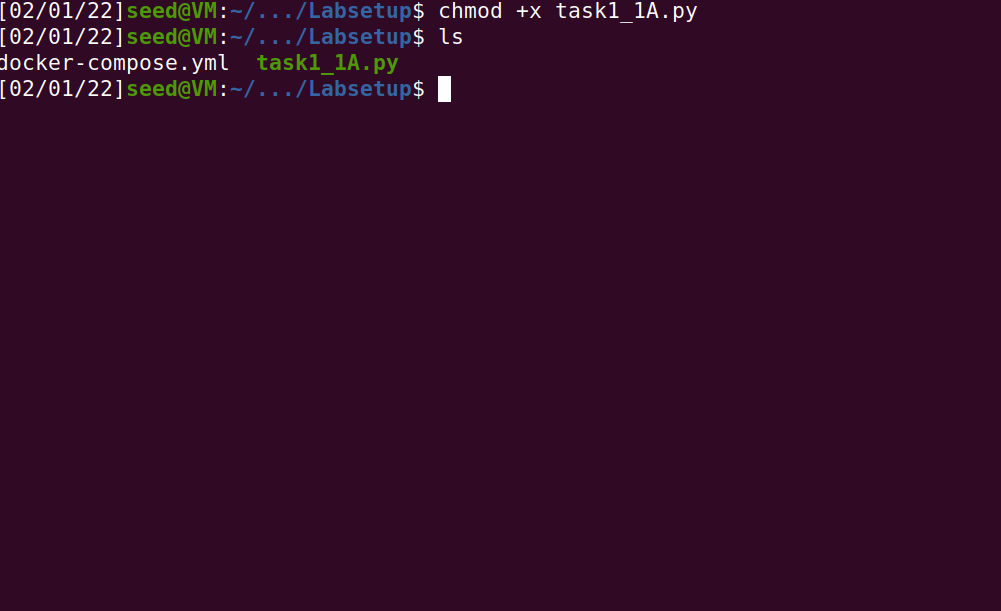 [02/01/22]seed@VM:~/.../Labsetup$ chmod +x task1_1A.py
[02/01/22]seed@VM:~/.../Labsetup$ ls
docker-compose.yml  task1_1A.py
[02/01/22]seed@VM:~/.../Labsetup$